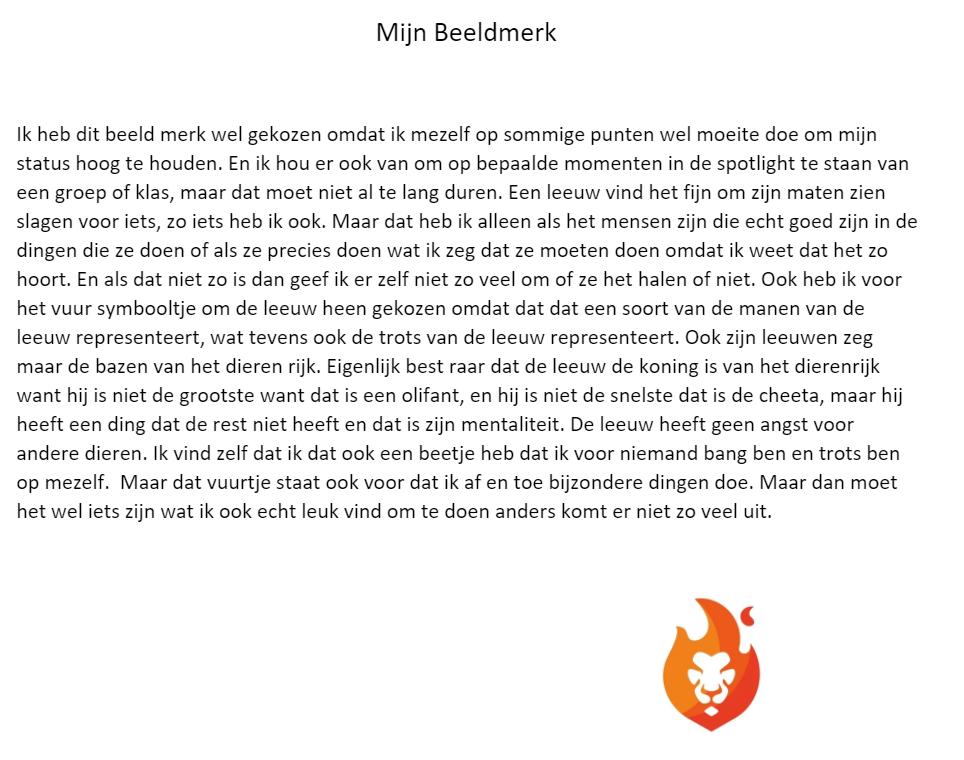 Mijn Beeldmerk
Ik heb dit beeld merk wel gekozen omdat ik mezelf op sommige punten wel moeite doe om mijn
status hoog te houden. En ik hou er ook van om op bepaalde momenten in de spotlight te staan van
een groep of klas, maar dat moet niet al te lang duren. Een leeuw vind het fijn om zijn maten zien
slagen voor iets, zo iets heb ik ook. Maar dat heb ik alleen als het mensen zijn die echt goed zijn in de
dingen die ze doen of als ze precies doen wat ik zeg dat ze moeten doen omdat ik weet dat het zo
hoort. En als dat niet zo is dan geef ik er zelf niet zo veel om of ze het halen of niet. Ook heb ik voor
het vuur symbooltje om de leeuw heen gekozen omdat dat dat een soort van de manen van de
leeuw representeert, wat tevens ook de trots van de leeuw representeert. Ook zijn leeuwen zeg
maar de bazen van het dieren rijk. Eigenlijk best raar dat de leeuw de koning is van het dierenrijk
want hij is niet de grootste want dat is een olifant, en hij is niet de snelste dat is de cheeta, maar hij
heeft een ding dat de rest niet heeft en dat is zijn mentaliteit. De leeuw heeft geen angst voor
andere dieren. Ik vind zelf dat ik dat ook een beetje heb dat ik voor niemand bang ben en trots ben
op mezelf.  Maar dat vuurtje staat ook voor dat ik af en toe bijzondere dingen doe. Maar dan moet
het wel iets zijn wat ik ook echt leuk vind om te doen anders komt er niet zo veel uit.